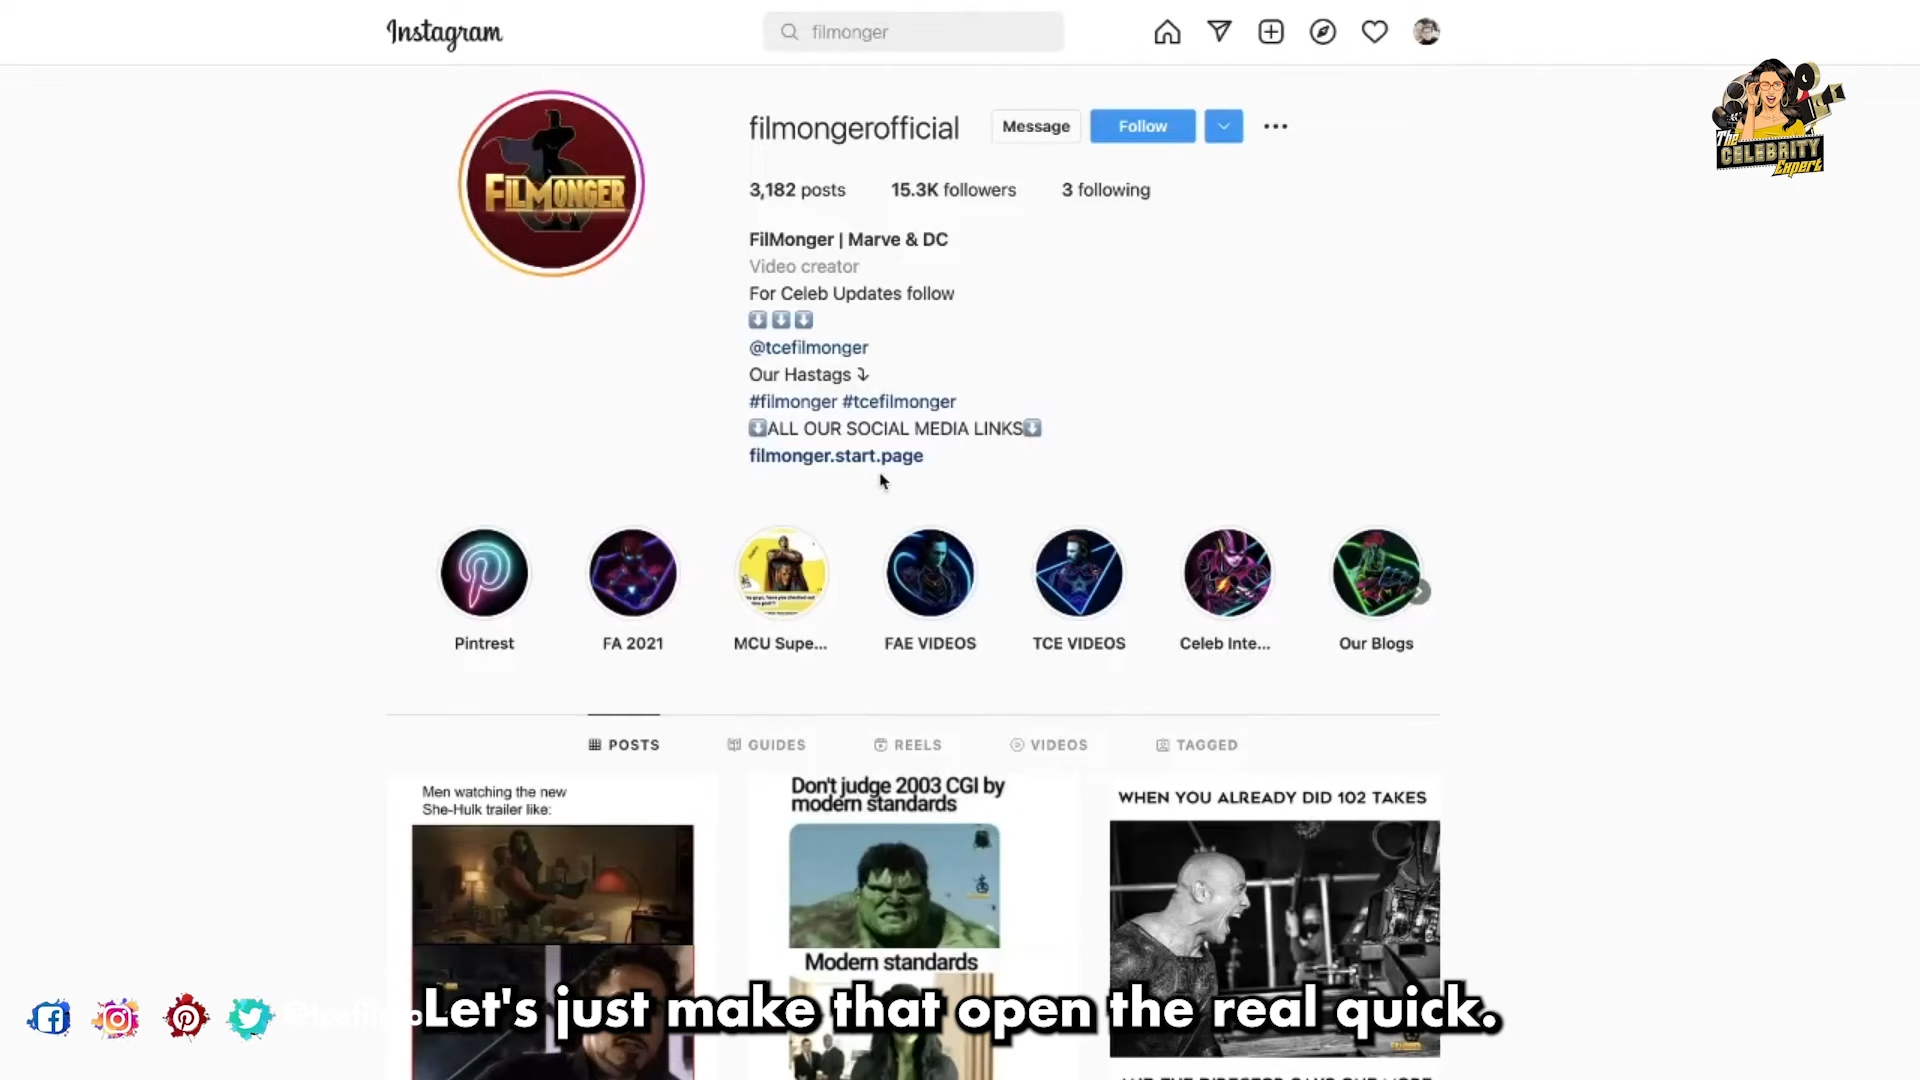 Instagram
filmonger
The
CELEBRITY
Expert
FILMONGER
filmongerofficial
Message
Follow
3,182 posts
15.3K followers
3 following
FilMonger | Marve & DC
Video creator
For Celeb Updates follow
⬇️⬇️⬇️
@tcefilmonger
Our Hastags ⤵
#filmonger #tcefilmonger
⬇️ALL OUR SOCIAL MEDIA LINKS⬇️
filmonger.start.page
Pintrest
FA 2021
MCU Supe...
FAE VIDEOS
TCE VIDEOS
Celeb Inte...
Our Blogs
POSTS
GUIDES
REELS
VIDEOS
TAGGED
Men watching the new
She-Hulk trailer like:
Don't judge 2003 CGI by
modern standards
Modern standards
WHEN YOU ALREADY DID 102 TAKES
Let's just make that open the real quick.